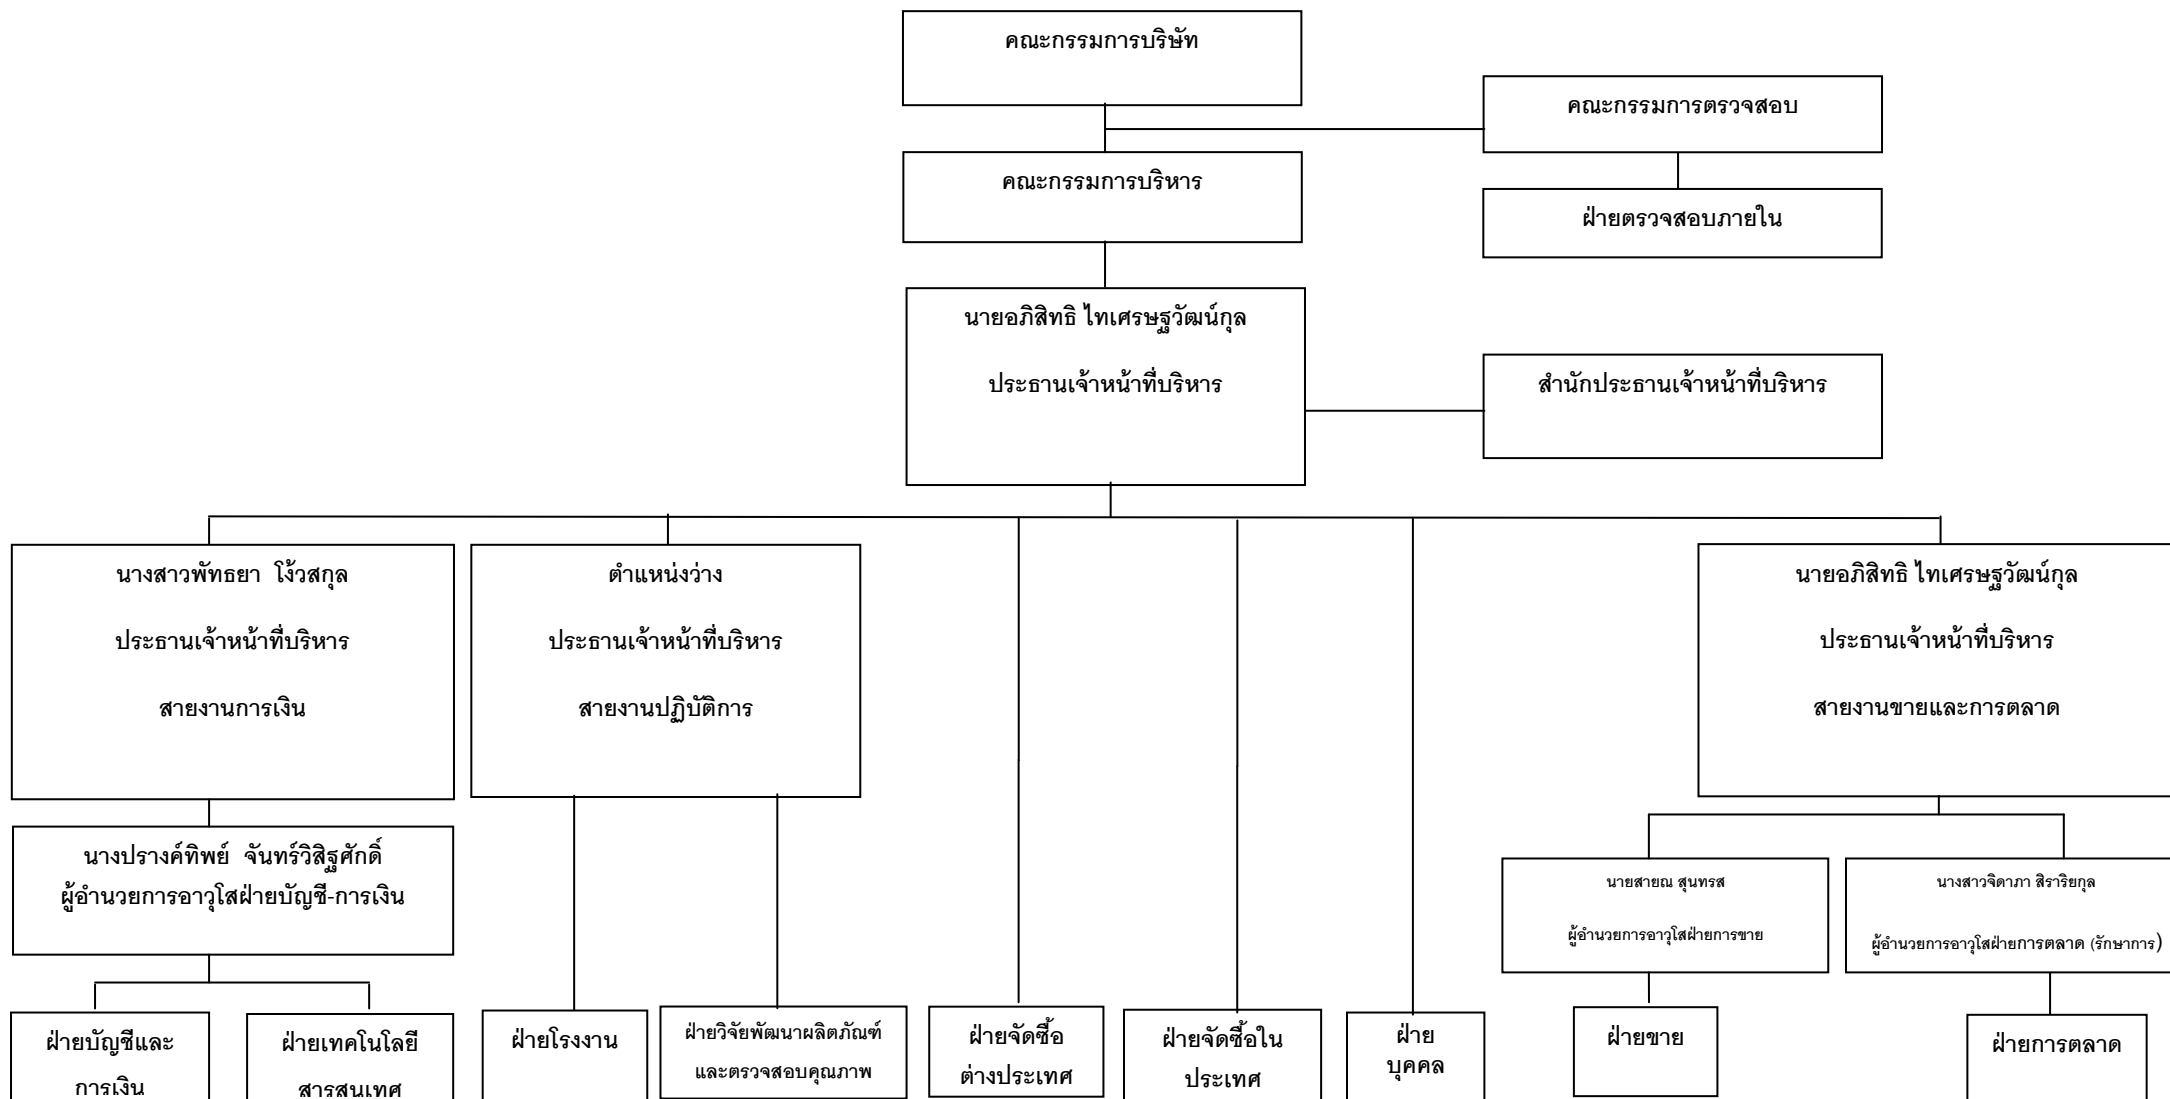 คณะกรรมการบริษัท
คณะกรรมการตรวจสอบ
คณะกรรมการบริหาร
ฝ่ายตรวจสอบภายใน
นายอภิสิทธิ ไทเศรษฐวัฒน์กุล
ประธานเจ้าหน้าที่บริหาร
สำนักประธานเจ้าหน้าที่บริหาร
นางสาวพัทธยา โง้วสกุล
ประธานเจ้าหน้าที่บริหาร
สายงานการเงิน
ตำแหน่งว่าง
ประธานเจ้าหน้าที่บริหาร
สายงานปฏิบัติการ
นายอภิสิทธิ ไทเศรษฐวัฒน์กุล
ประธานเจ้าหน้าที่บริหาร
สายงานขายและการตลาด
นางปรางค์ทิพย์ จันทร์วิสิฐศักดิ์
ผู้อำนวยการอาวุโสฝ่ายบัญชี-การเงิน
นายสายณ สุนทรส
ผู้อำนวยการอาวุโสฝ่ายการขาย
นางสาวจิดาภา สิราริยกุล
ผู้อำนวยการอาวุโสฝ่ายการตลาด (รักษาการ)
ฝ่ายบัญชีและ
การเงิน
ฝ่ายเทคโนโลยี
สารสนเทศ
ฝ่ายโรงงาน
ฝ่ายวิจัยพัฒนาผลิตภัณฑ์
และตรวจสอบคุณภาพ
ฝ่ายจัดซื้อ
ต่างประเทศ
ฝ่ายจัดซื้อใน
ประเทศ
ฝ่าย
บุคคล
ฝ่ายขาย
ฝ่ายการตลาด